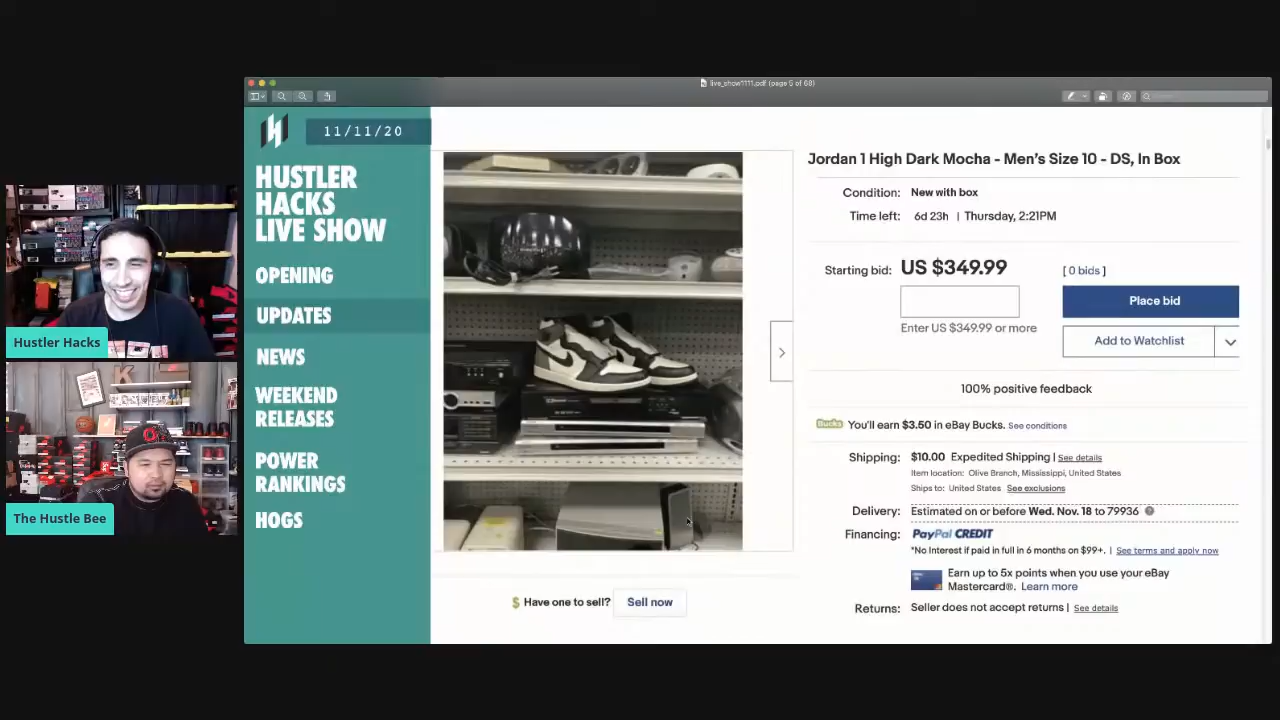 live_show1111.pdf (page 5 of 68)
11/11/20
HUSTLER
HACKS
LIVE SHOW
OPENING
UPDATES
NEWS
WEEKEND
RELEASES
POWER
RANKINGS
HOGS
Hustler Hacks
The Hustle Bee
Jordan 1 High Dark Mocha - Men's Size 10 - DS, In Box
Condition: New with box
Time left: 6d 23h | Thursday, 2:21PM
Starting bid: US $349.99 [ 0 bids ]
Place bid
Enter US $349.99 or more
Add to Watchlist
100% positive feedback
Bucks You'll earn $3.50 in eBay Bucks. See conditions
Shipping: $10.00 Expedited Shipping | See details
Item location: Olive Branch, Mississippi, United States
Ships to: United States See exclusions
Delivery: Estimated on or before Wed. Nov. 18 to 79936
Financing: PayPal CREDIT
*No Interest if paid in full in 6 months on $99+. | See terms and apply now
Earn up to 5x points when you use your eBay
Mastercard®. Learn more
Returns: Seller does not accept returns | See details
$ Have one to sell? Sell now